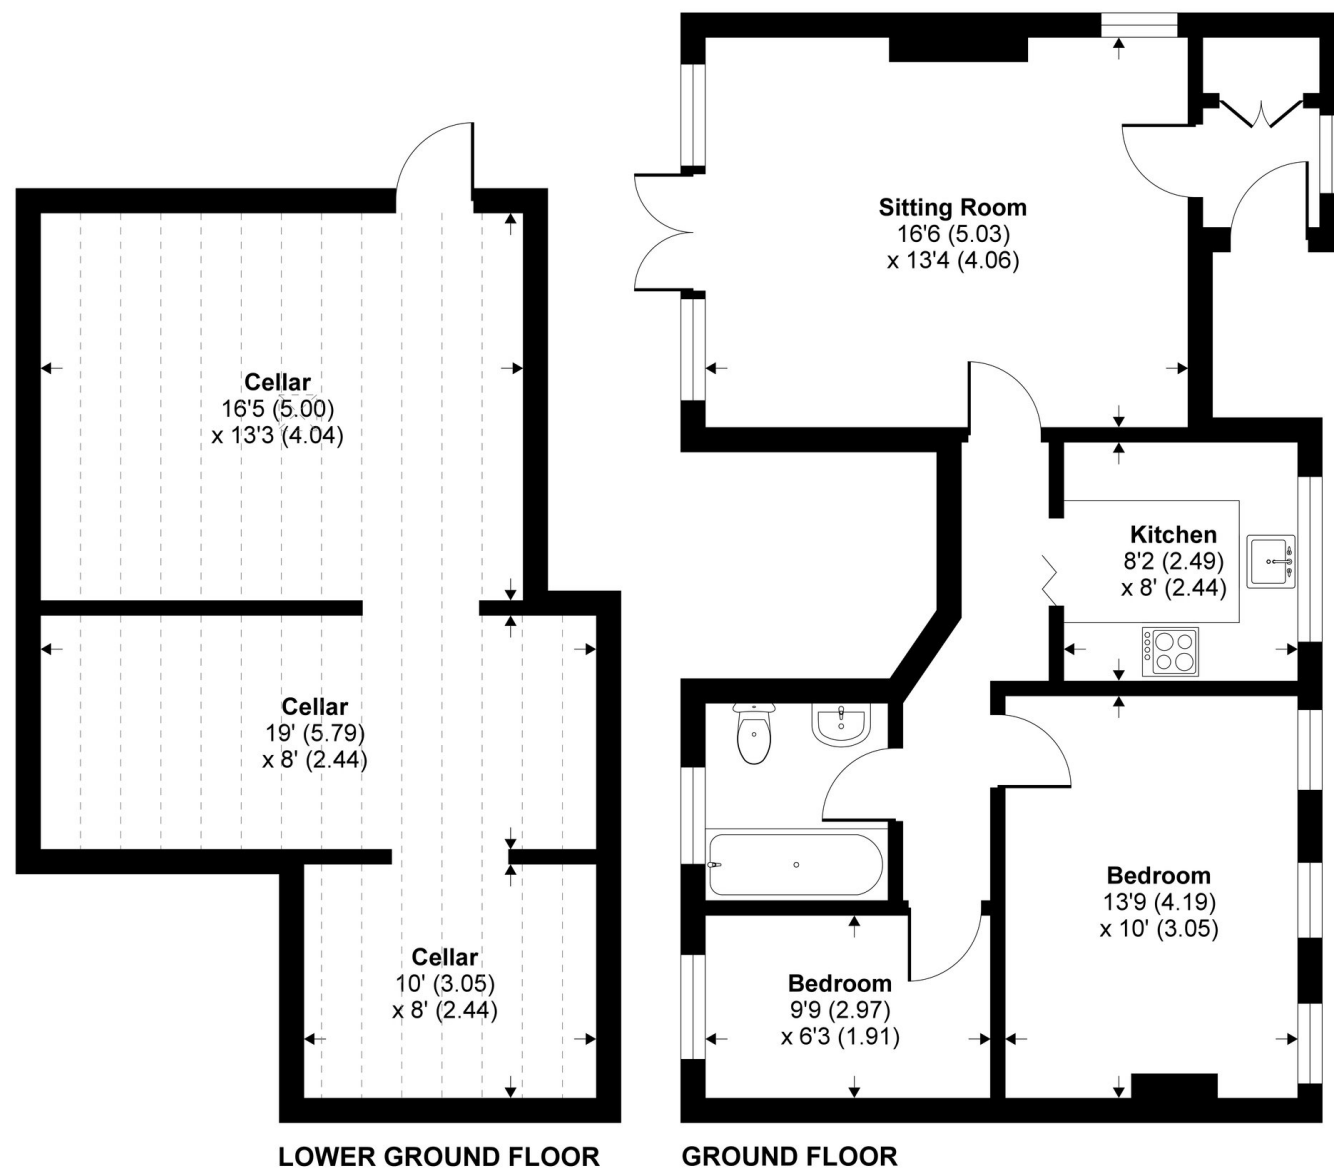 Cellar
16'5 (5.00)
x 13'3 (4.04)
Cellar
19' (5.79)
x 8' (2.44)
Cellar
10' (3.05)
x 8' (2.44)
LOWER GROUND FLOOR
Sitting Room
16'6 (5.03)
x 13'4 (4.06)
Kitchen
8'2 (2.49)
x 8' (2.44)
Bedroom
13'9 (4.19)
x 10' (3.05)
Bedroom
9'9 (2.97)
x 6'3 (1.91)
GROUND FLOOR